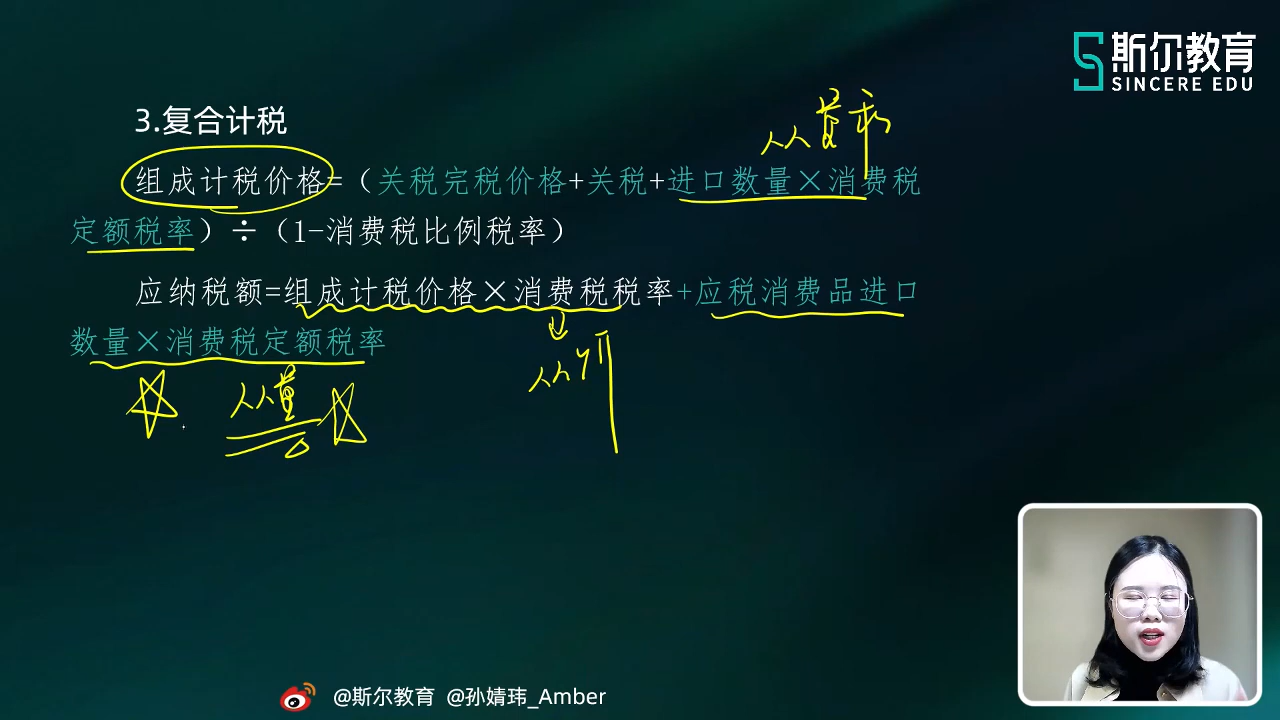 斯尔教育
SINCERE EDU
3.复合计税
从量税
组成计税价格=（关税完税价格+关税+进口数量×消费税
定额税率）÷（1-消费税比例税率）
应纳税额=组成计税价格×消费税税率+应税消费品进口
数量×消费税定额税率
从量
从价
@斯尔教育 @孙婧玮_Amber